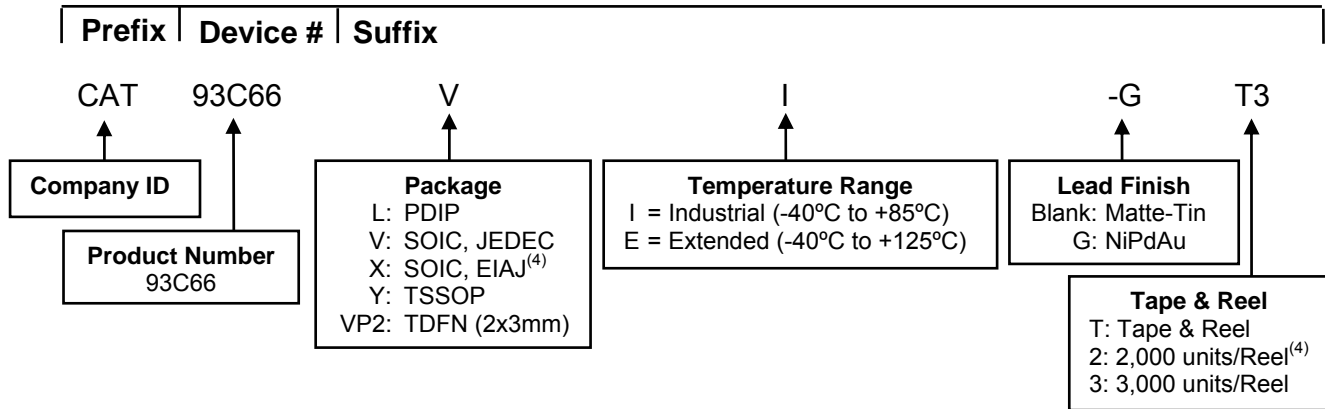 Prefix Device # Suffix
CAT 93C66 V I -G T3
Company ID
Product Number
93C66
Package
L: PDIP
V: SOIC, JEDEC
X: SOIC, EIAJ(4)
Y: TSSOP
VP2: TDFN (2x3mm)
Temperature Range
I = Industrial (-40ºC to +85ºC)
E = Extended (-40ºC to +125ºC)
Lead Finish
Blank: Matte-Tin
G: NiPdAu
Tape & Reel
T: Tape & Reel
2: 2,000 units/Reel(4)
3: 3,000 units/Reel